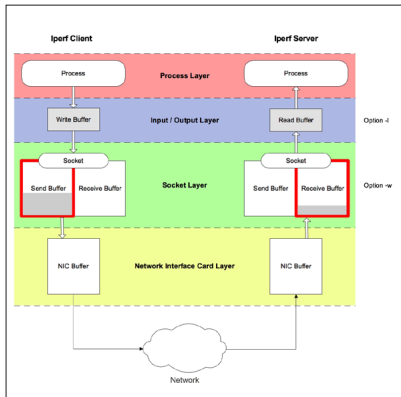 Iperf Client
Iperf Server
Process
Process Layer
Process
Write Buffer
Input / Output Layer
Read Buffer
Option -l
Socket
Socket
Send Buffer
Receive Buffer
Socket Layer
Send Buffer
Receive Buffer
Option -w
Network Interface Card Layer
NIC Buffer
NIC Buffer
Network